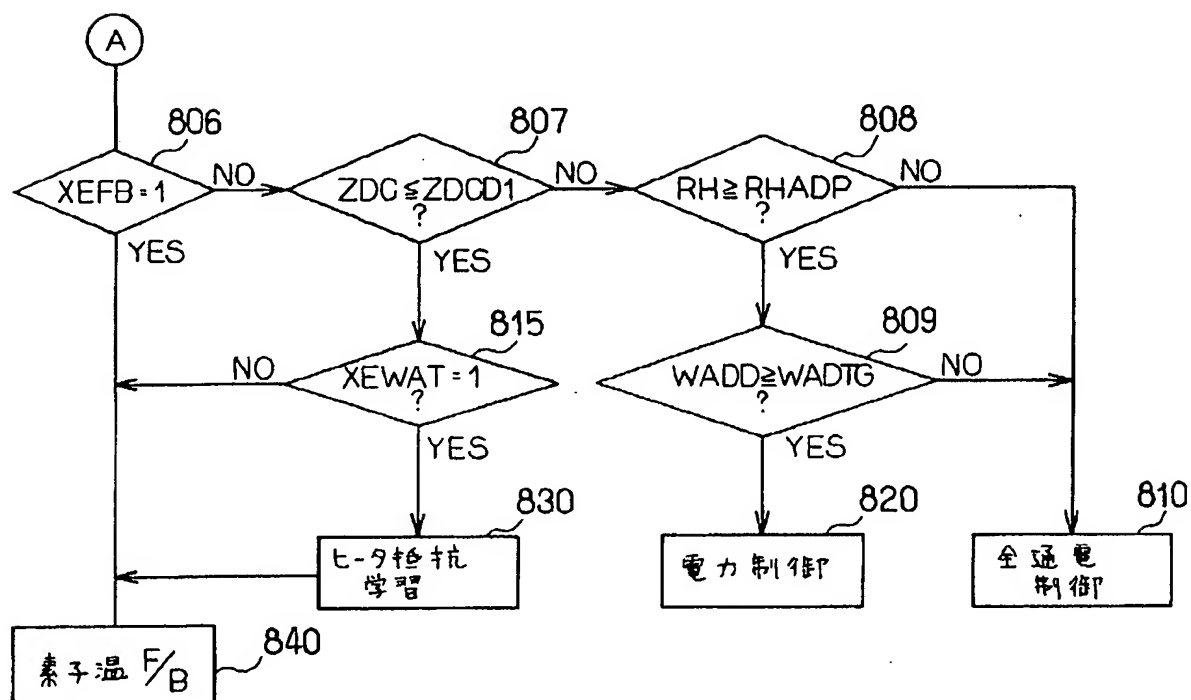 A
806
XEFB=1
NO
YES
807
ZDC≦ZDCD1
?
NO
YES
808
RH≧RHADP
?
NO
YES
815
XEWAT=1
?
NO
YES
809
WADD≧WADTG
?
NO
YES
830
ヒータ抵抗
学習
820
電力制御
810
全通電
制御
840
素子温 F/B